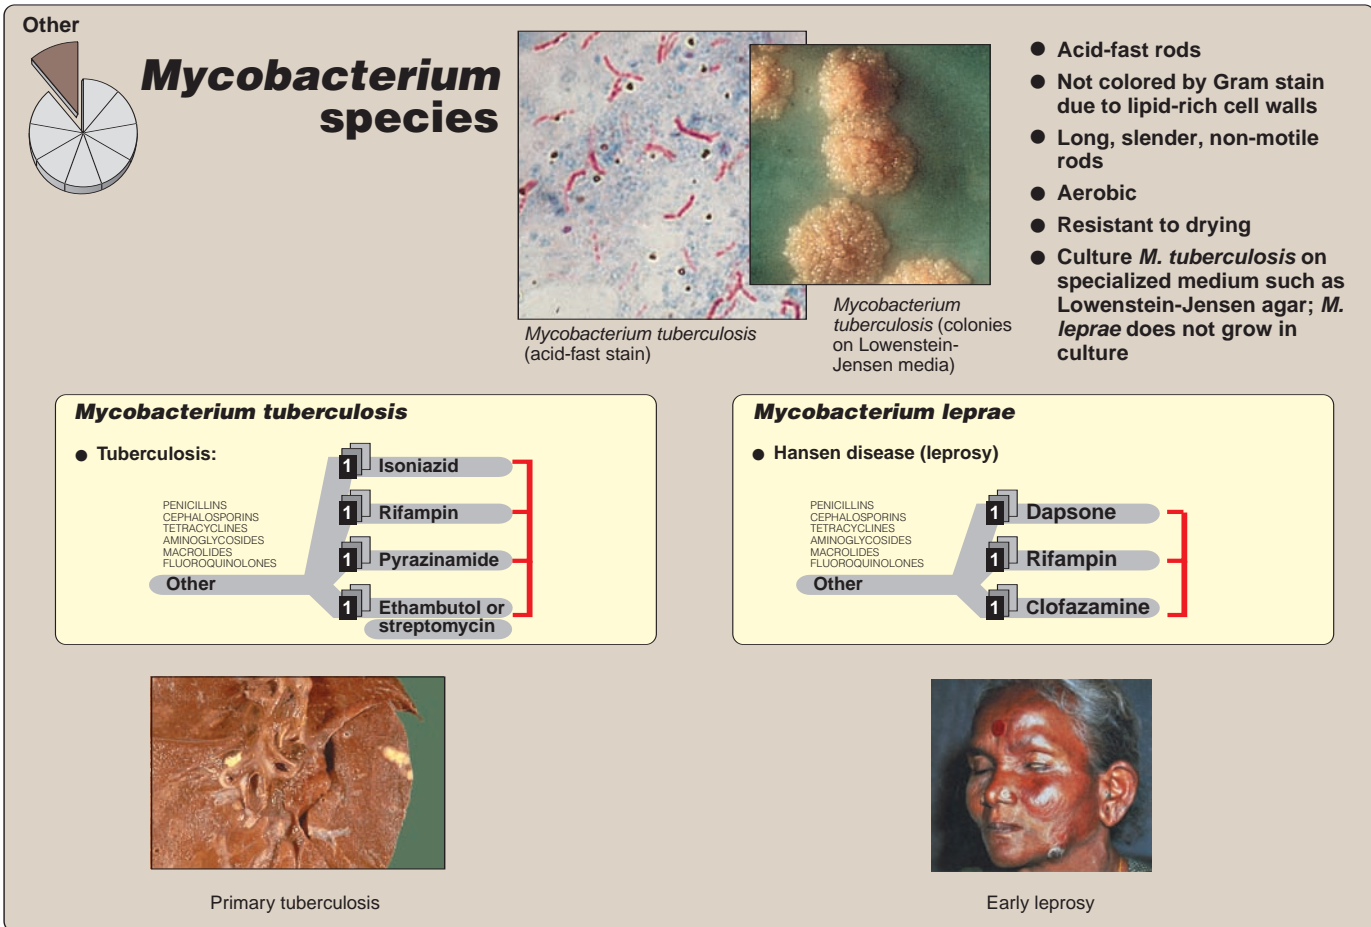 Other
Mycobacterium
species
Mycobacterium tuberculosis
(acid-fast stain)
Mycobacterium
tuberculosis (colonies
on Lowenstein-
Jensen media)
● Acid-fast rods
● Not colored by Gram stain
due to lipid-rich cell walls
● Long, slender, non-motile
rods
● Aerobic
● Resistant to drying
● Culture M. tuberculosis on
specialized medium such as
Lowenstein-Jensen agar; M.
leprae does not grow in
culture
Mycobacterium tuberculosis
● Tuberculosis:
PENICILLINS
CEPHALOSPORINS
TETRACYCLINES
AMINOGLYCOSIDES
MACROLIDES
FLUOROQUINOLONES
Other
1 Isoniazid
1 Rifampin
1 Pyrazinamide
1 Ethambutol or
streptomycin
Mycobacterium leprae
● Hansen disease (leprosy)
PENICILLINS
CEPHALOSPORINS
TETRACYCLINES
AMINOGLYCOSIDES
MACROLIDES
FLUOROQUINOLONES
Other
1 Dapsone
1 Rifampin
1 Clofazamine
Primary tuberculosis
Early leprosy